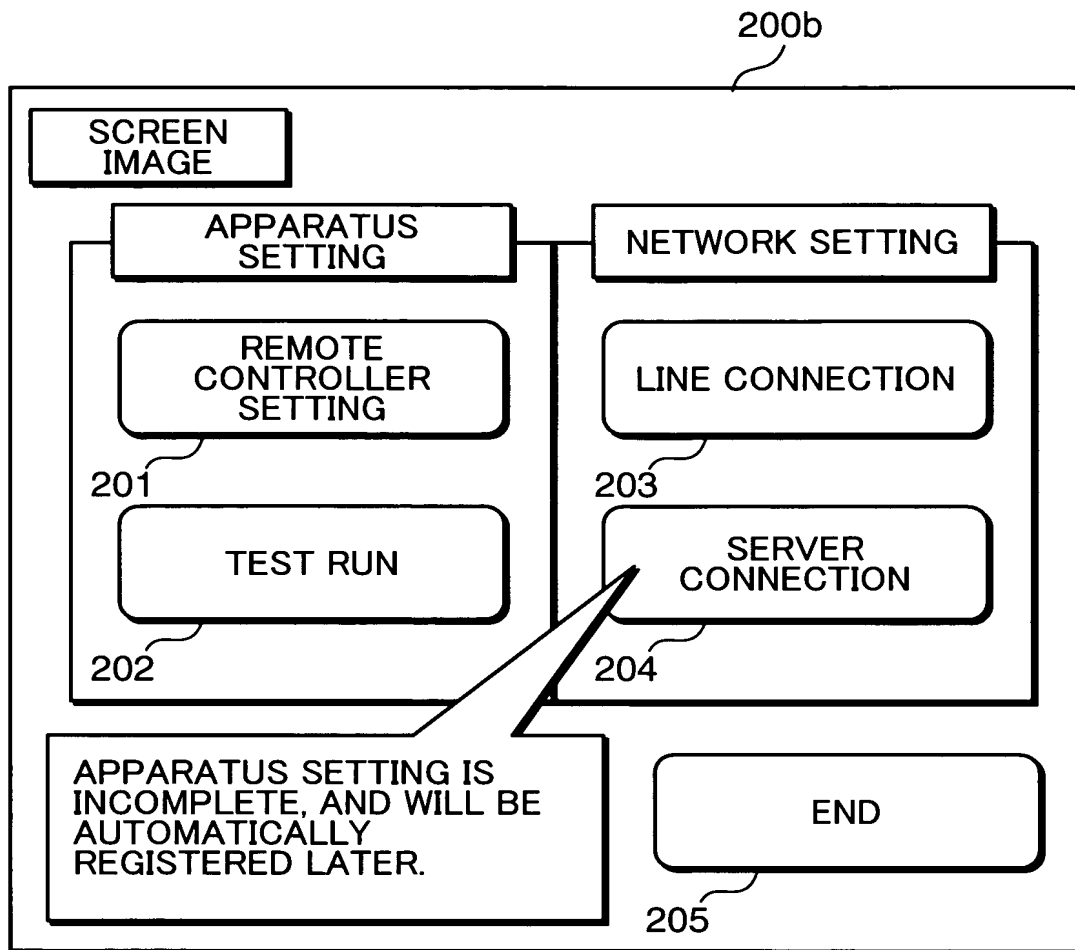 200b
SCREEN
IMAGE
APPARATUS
SETTING
REMOTE
CONTROLLER
SETTING
201
TEST RUN
202
NETWORK SETTING
LINE CONNECTION
203
SERVER
CONNECTION
204
APPARATUS SETTING IS
INCOMPLETE, AND WILL BE
AUTOMATICALLY
REGISTERED LATER.
END
205